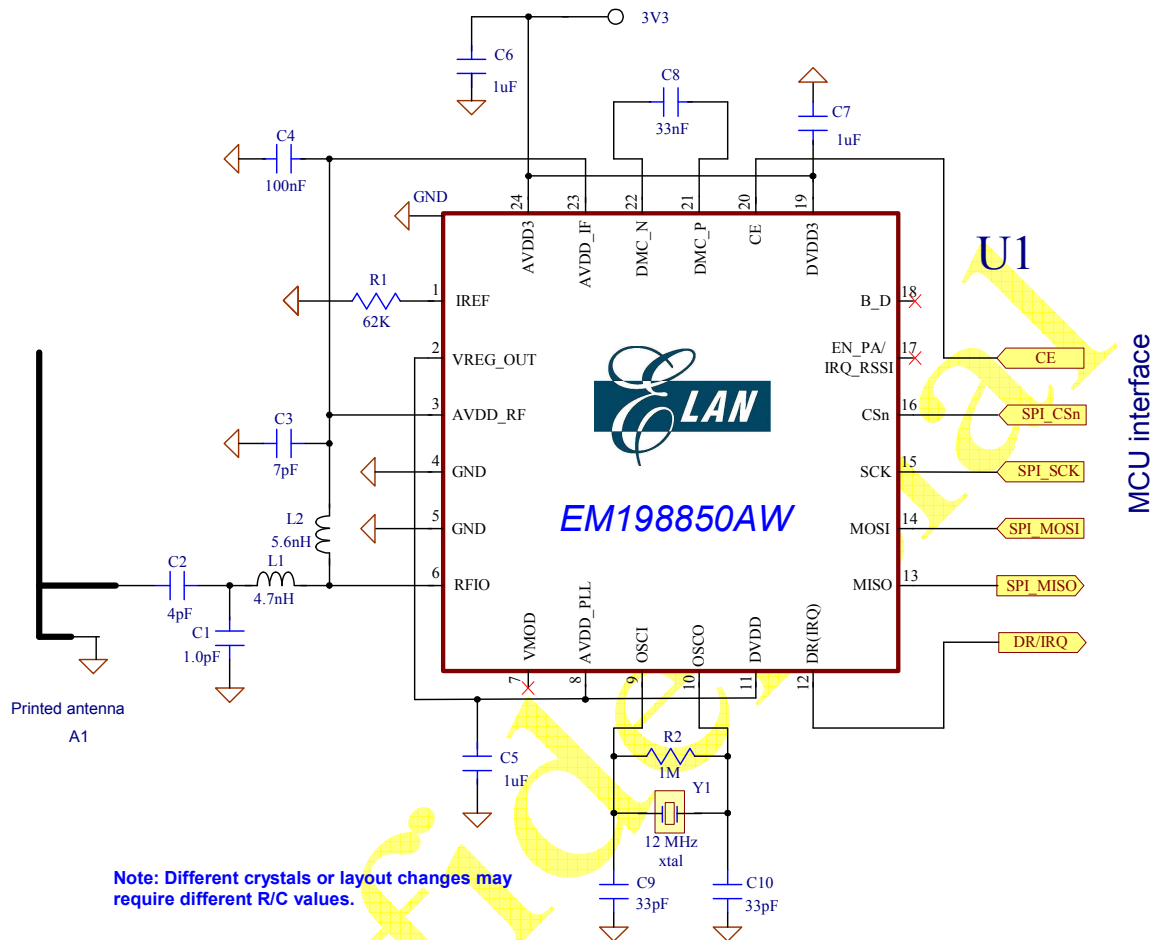 3V3
C6
1uF
C8
33nF
C7
1uF
C4
100nF
GND
24
23
22
21
20
19
AVDD3
AVDD_IF
DMC_N
DMC_P
CE
DVDD3
U1
R1
62K
1
IREF
2
VREG_OUT
3
AVDD_RF
4
GND
5
GND
6
RFIO
C3
7pF
L2
5.6nH
L1
4.7nH
C2
4pF
C1
1.0pF
ELAN
EM198850AW
B_D
18
EN_PA/
IRQ_RSSI
17
CSn
16
SCK
15
MOSI
14
MISO
13
CE
SPI_CSn
SPI_SCK
SPI_MOSI
SPI_MISO
DR/IRQ
MCU interface
VMOD
AVDD_PLL
OSCI
OSCO
DVDD
DR(IRQ)
7
8
9
10
11
12
Printed antenna
A1
C5
1uF
R2
1M
Y1
12 MHz
xtal
C9
33pF
C10
33pF
Note: Different crystals or layout changes may
require different R/C values.